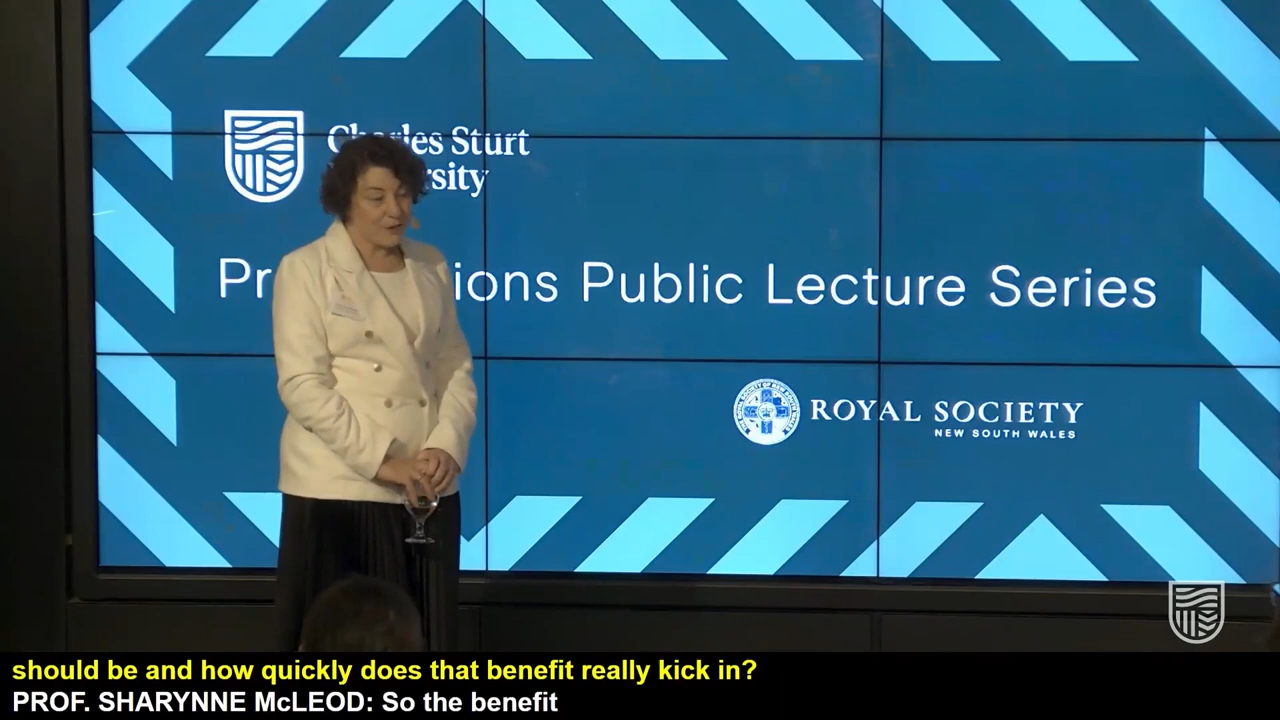 Charles Sturt
rsity
Pr ions Public Lecture Series
ROYAL SOCIETY
NEW SOUTH WALES
should be and how quickly does that benefit really kick in?
PROF. SHARYNNE McLEOD: So the benefit